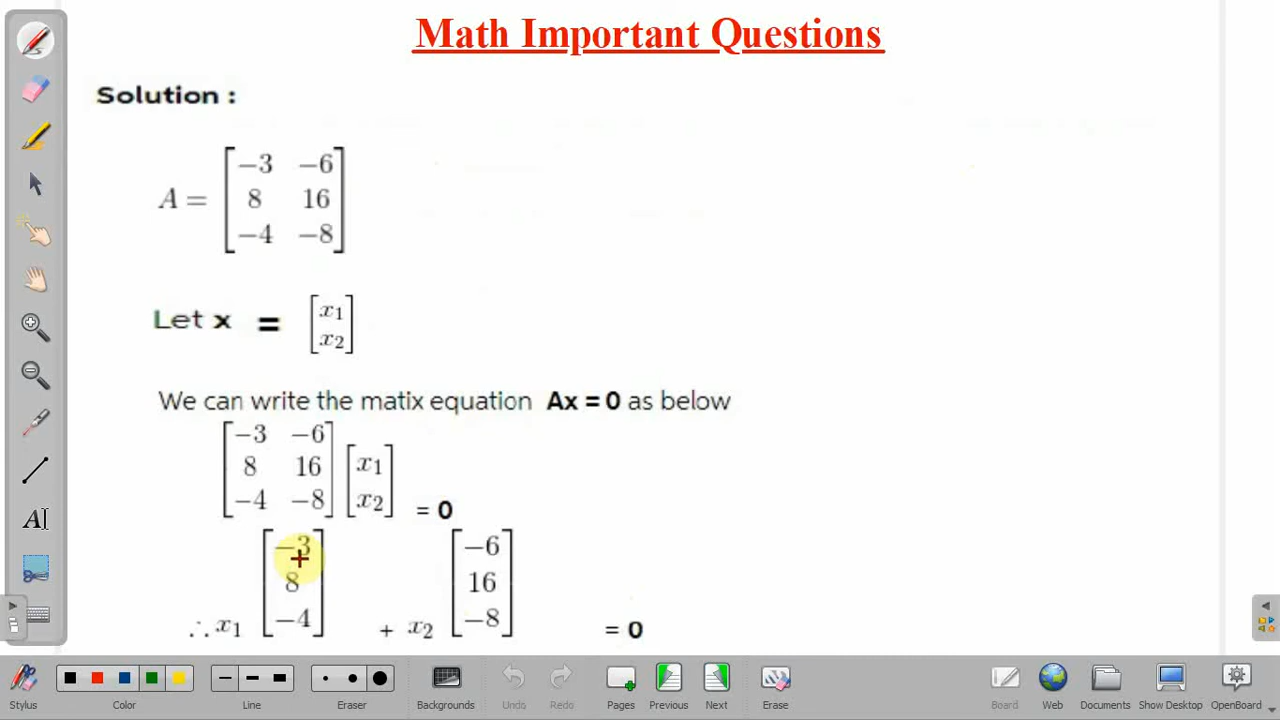 Math Important Questions
Solution :
A = [−3 −6
8 16
−4 −8]
Let x = [x1
x2]
We can write the matix equation Ax = 0 as below
[−3 −6
8 16
−4 −8] [x1
x2] = 0
∴ x1 [−3
8
−4] + x2 [−6
16
−8] = 0
Stylus Color Line Eraser Backgrounds Undo Redo Pages Previous Next Erase Board Web Documents Show Desktop OpenBoard